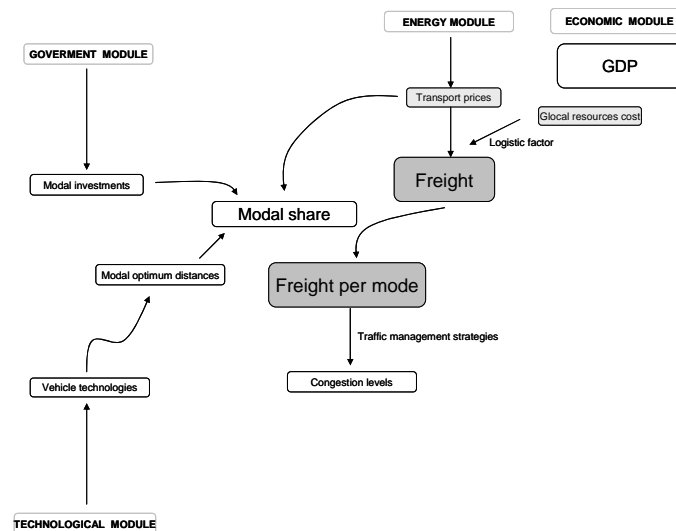 ENERGY MODULE
ECONOMIC MODULE
GOVERMENT MODULE
GDP
Transport prices
Glocal resources cost
Logistic factor
Freight
Modal investments
Modal share
Modal optimum distances
Freight per mode
Traffic management strategies
Vehicle technologies
Congestion levels
TECHNOLOGICAL MODULE